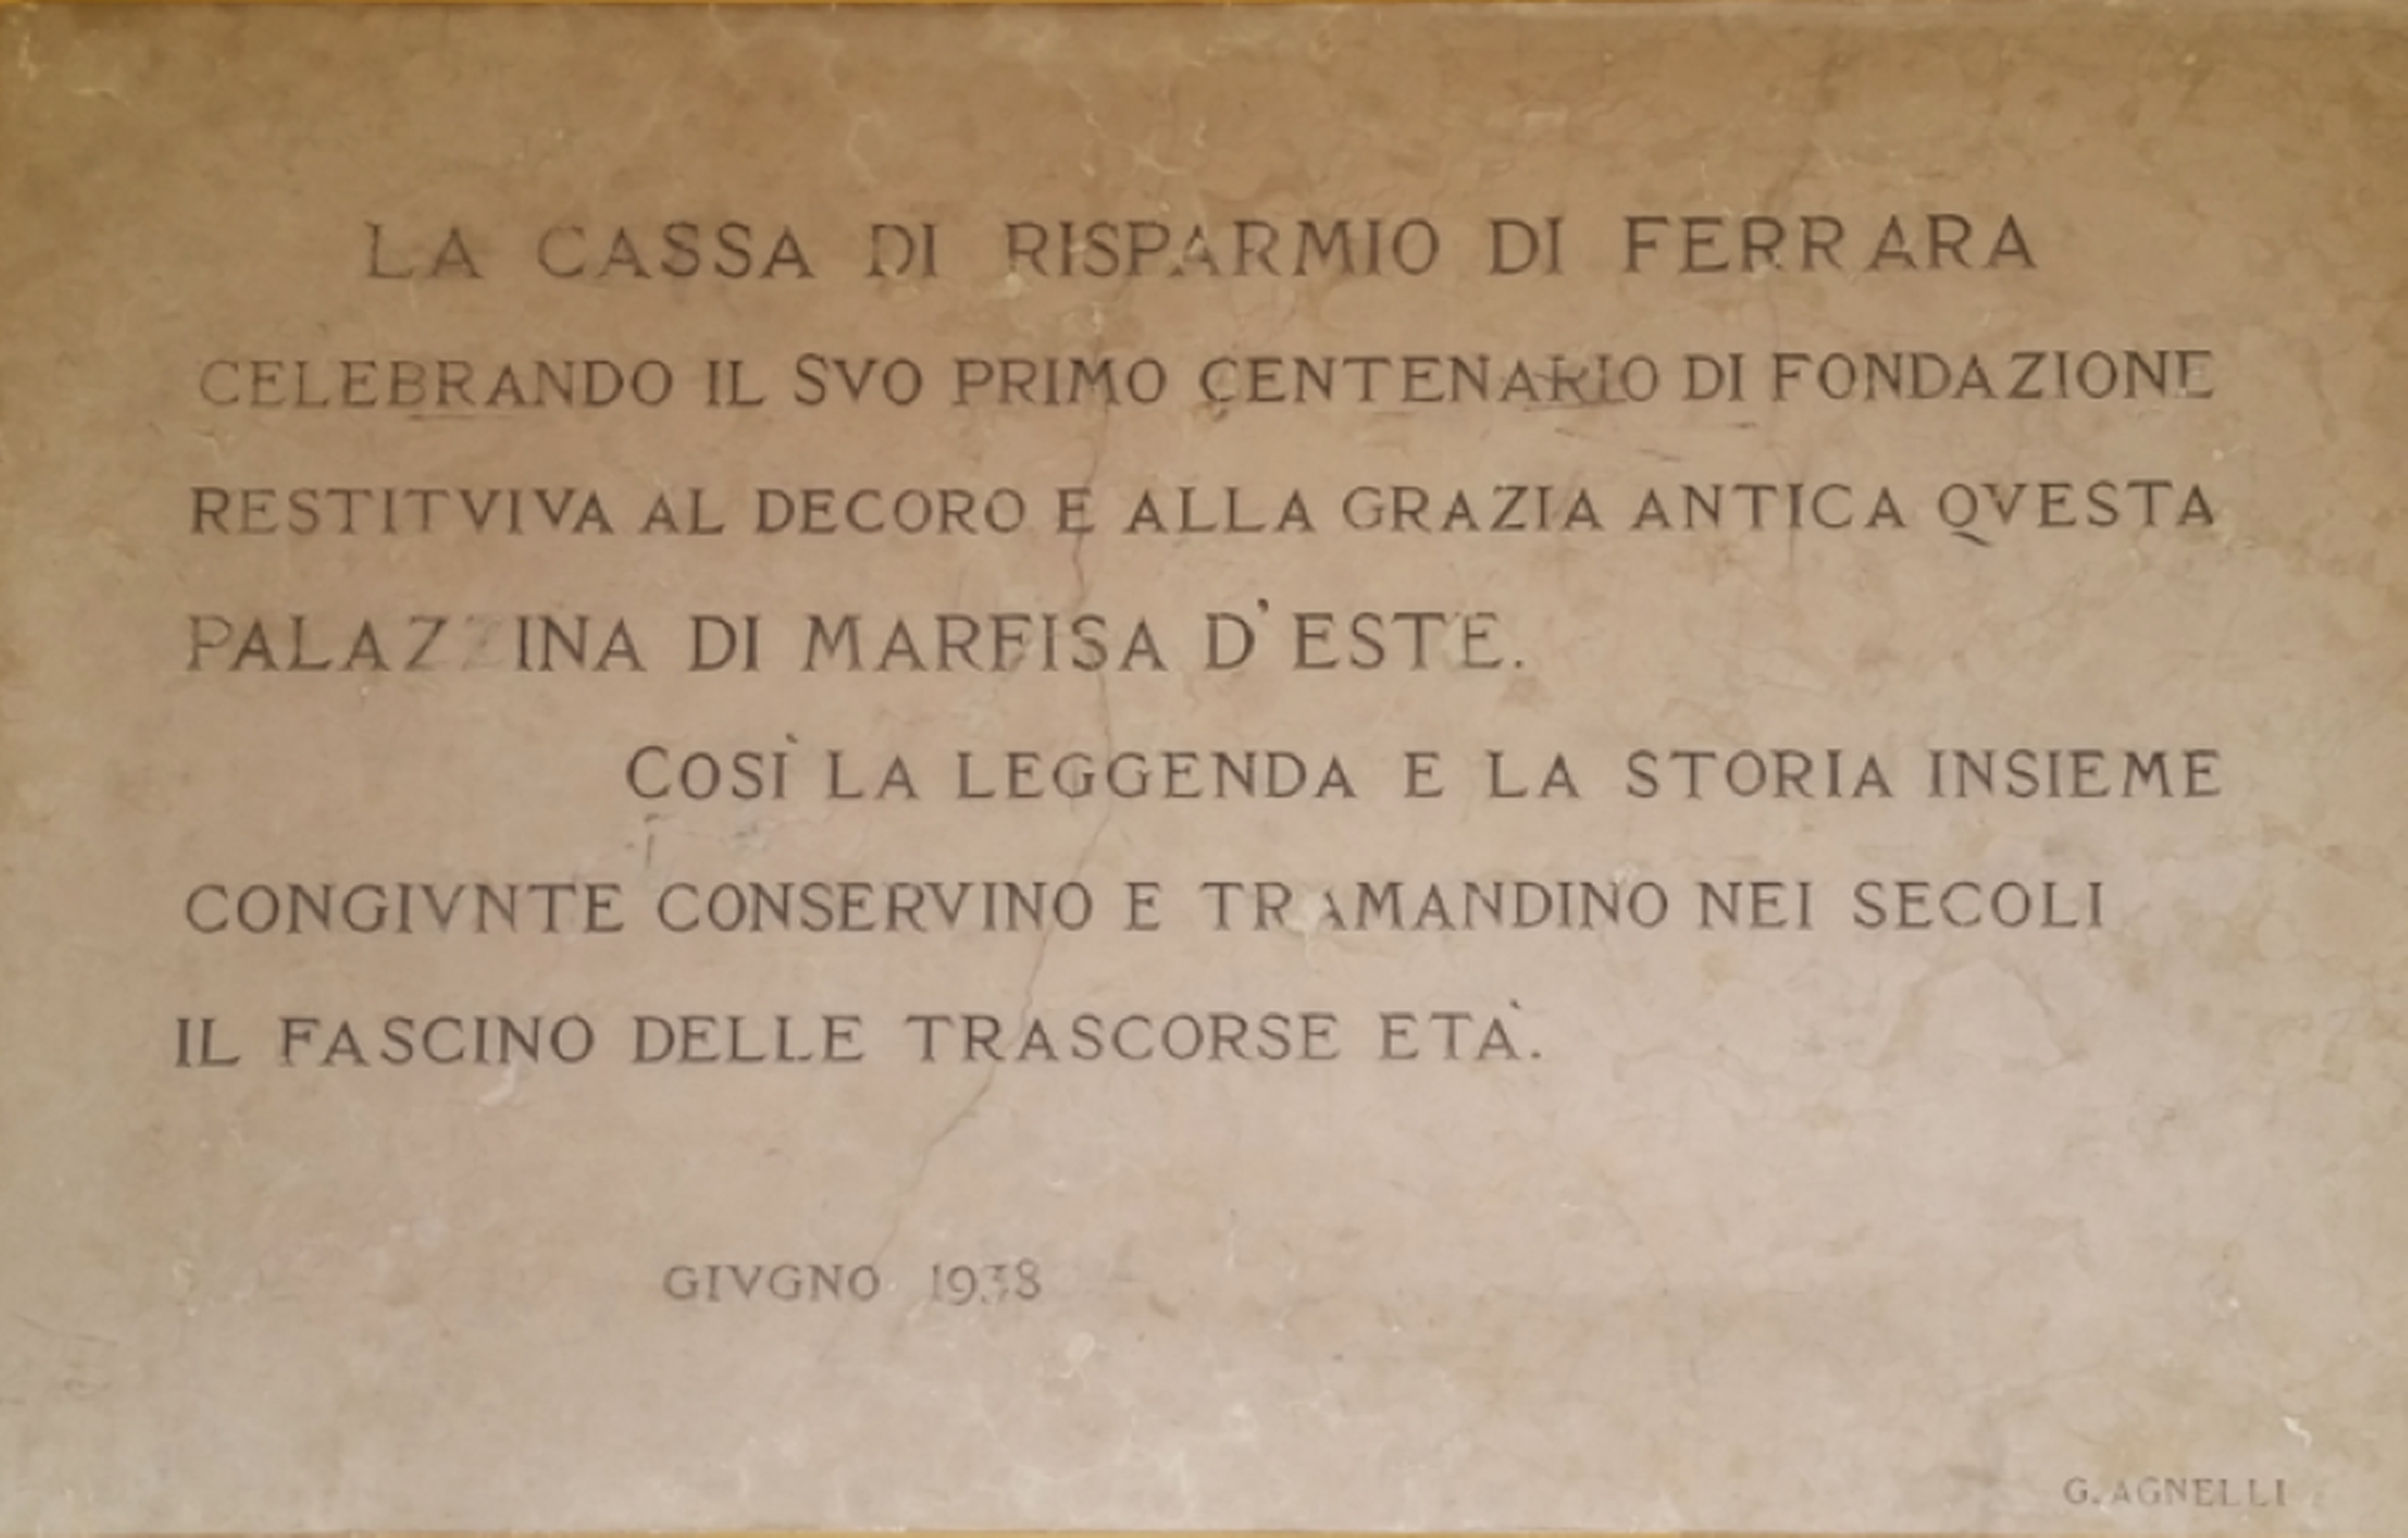 LA CASSA DI RISPARMIO DI FERRARA
CELEBRANDO IL SVO PRIMO CENTENARIO DI FONDAZIONE
RESTITVIVA AL DECORO E ALLA GRAZIA ANTICA QVESTA
PALAZZINA DI MARFISA D'ESTE.
COSÌ LA LEGGENDA E LA STORIA INSIEME
CONGIVNTE CONSERVINO E TRAMANDINO NEI SECOLI
IL FASCINO DELLE TRASCORSE ETÀ.
GIVGNO 1938
G. AGNELLI